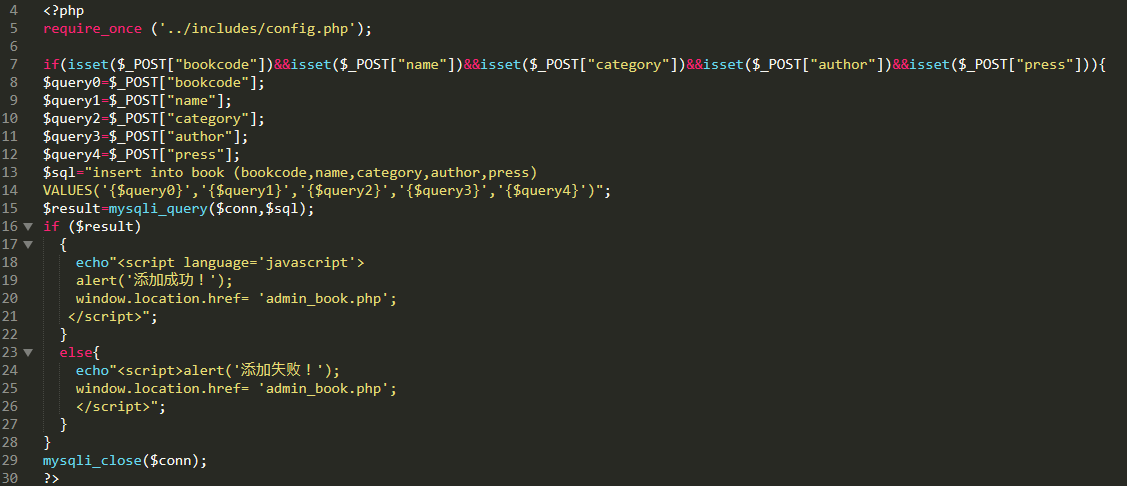 4 <?php
5 require_once ('../includes/config.php');
6
7 if(isset($_POST["bookcode"])&&isset($_POST["name"])&&isset($_POST["category"])&&isset($_POST["author"])&&isset($_POST["press"])){
8 $query0=$_POST["bookcode"];
9 $query1=$_POST["name"];
10 $query2=$_POST["category"];
11 $query3=$_POST["author"];
12 $query4=$_POST["press"];
13 $sql="insert into book (bookcode,name,category,author,press)
14 VALUES('{$query0}','{$query1}','{$query2}','{$query3}','{$query4}')";
15 $result=mysqli_query($conn,$sql);
16 if ($result)
17 {
18 echo"<script language='javascript'>
19 alert('添加成功！');
20 window.location.href= 'admin_book.php';
21 </script>";
22 }
23 else{
24 echo"<script>alert('添加失败！');
25 window.location.href= 'admin_book.php';
26 </script>";
27 }
28 }
29 mysqli_close($conn);
30 ?>